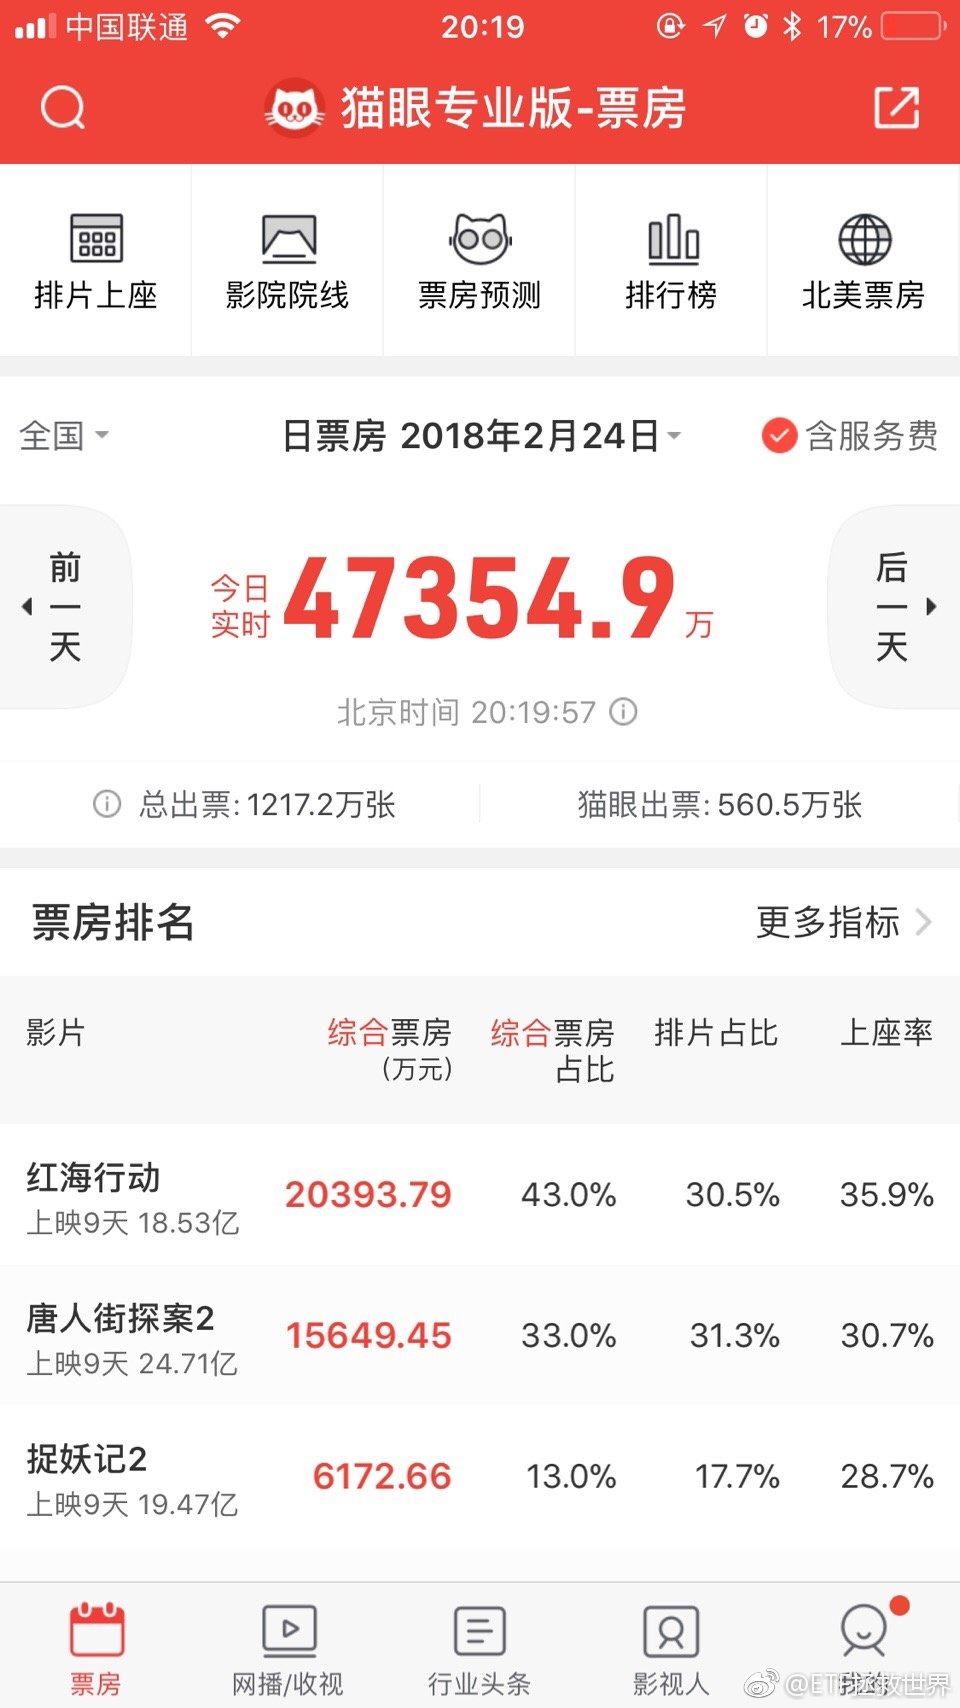 中国联通 20:19 17%
猫眼专业版-票房
排片上座 影院院线 票房预测 排行榜 北美票房
全国 日票房 2018年2月24日 含服务费
前一天
今日实时 47354.9万
后一天
北京时间 20:19:57
总出票:1217.2万张 猫眼出票:560.5万张
票房排名 更多指标
影片 综合票房(万元) 综合票房占比 排片占比 上座率
红海行动 20393.79 43.0% 30.5% 35.9%
上映9天 18.53亿
唐人街探案2 15649.45 33.0% 31.3% 30.7%
上映9天 24.71亿
捉妖记2 6172.66 13.0% 17.7% 28.7%
上映9天 19.47亿
票房 网播/收视 行业头条 影视人 我的